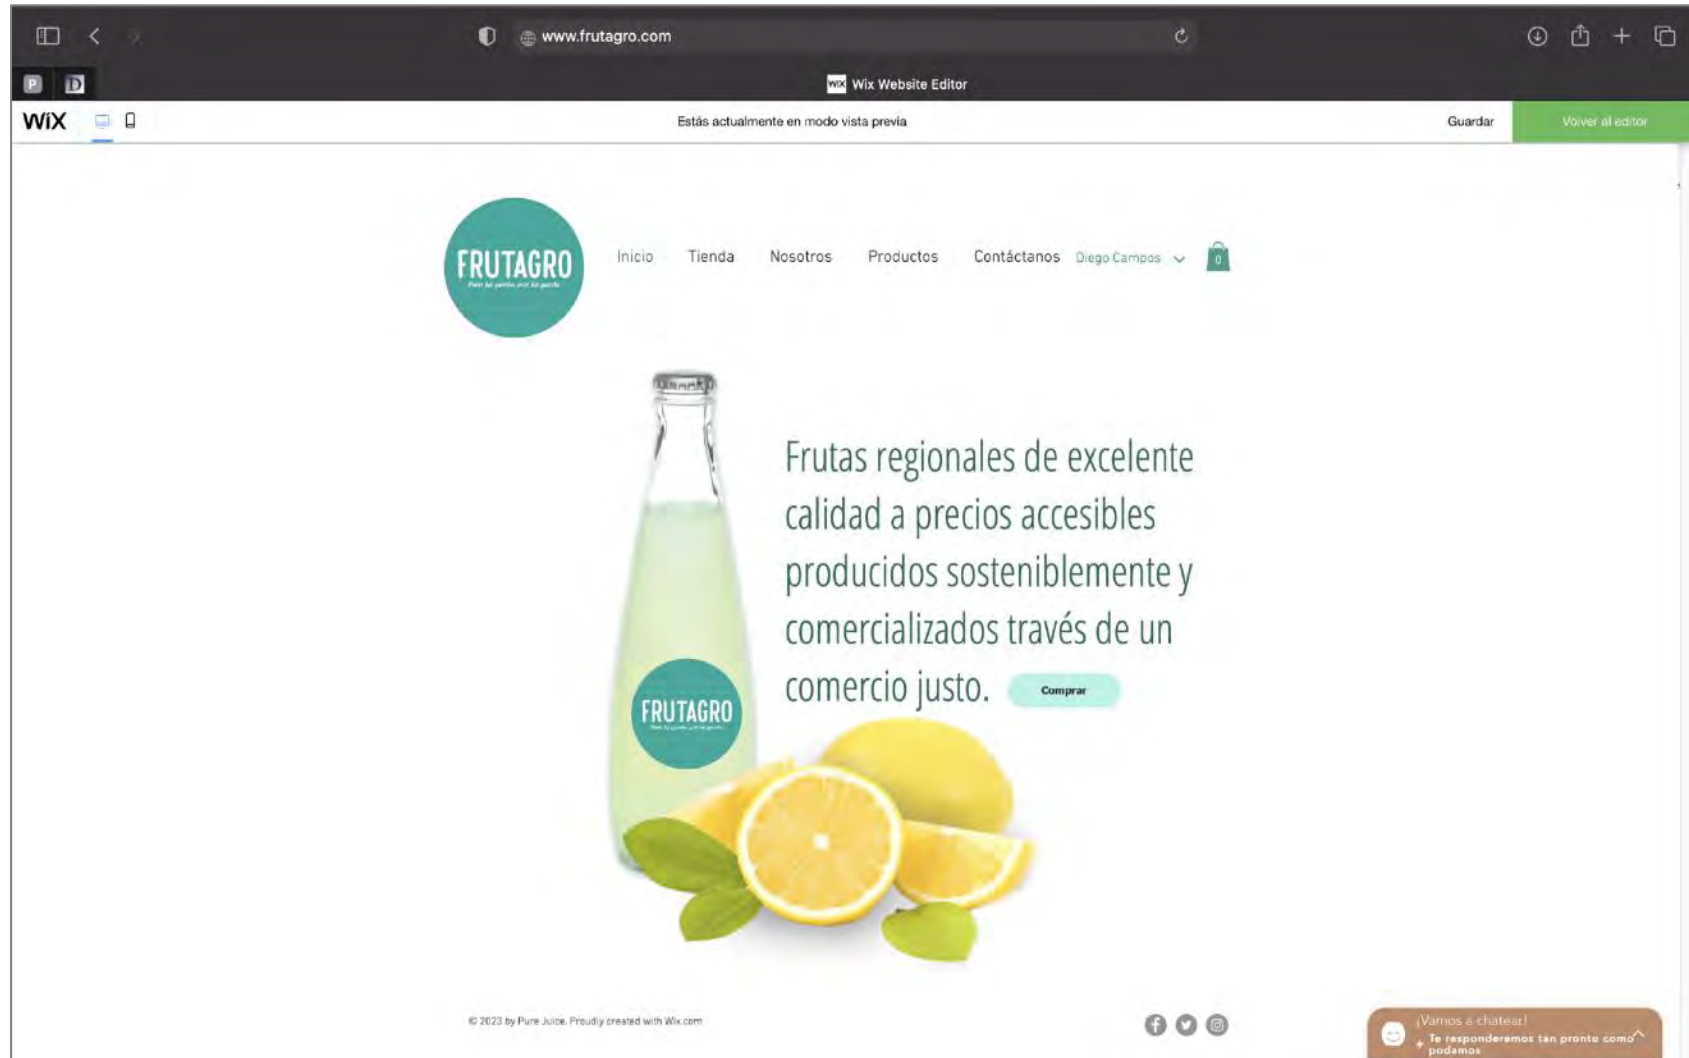 www.frutagro.com
P D
WIX Wix Website Editor
WiX Estás actualmente en modo vista previa Guardar Volver al editor
FRUTAGRO
Inicio Tienda Nosotros Productos Contáctanos Diego Campos 0
Frutas regionales de excelente
calidad a precios accesibles
producidos sosteniblemente y
comercializados través de un
comercio justo. Comprar
FRUTAGRO
© 2023 by Pure Juice. Proudly created with Wix.com
¡Vamos a chatear!
Te responderemos tan pronto como
podamos